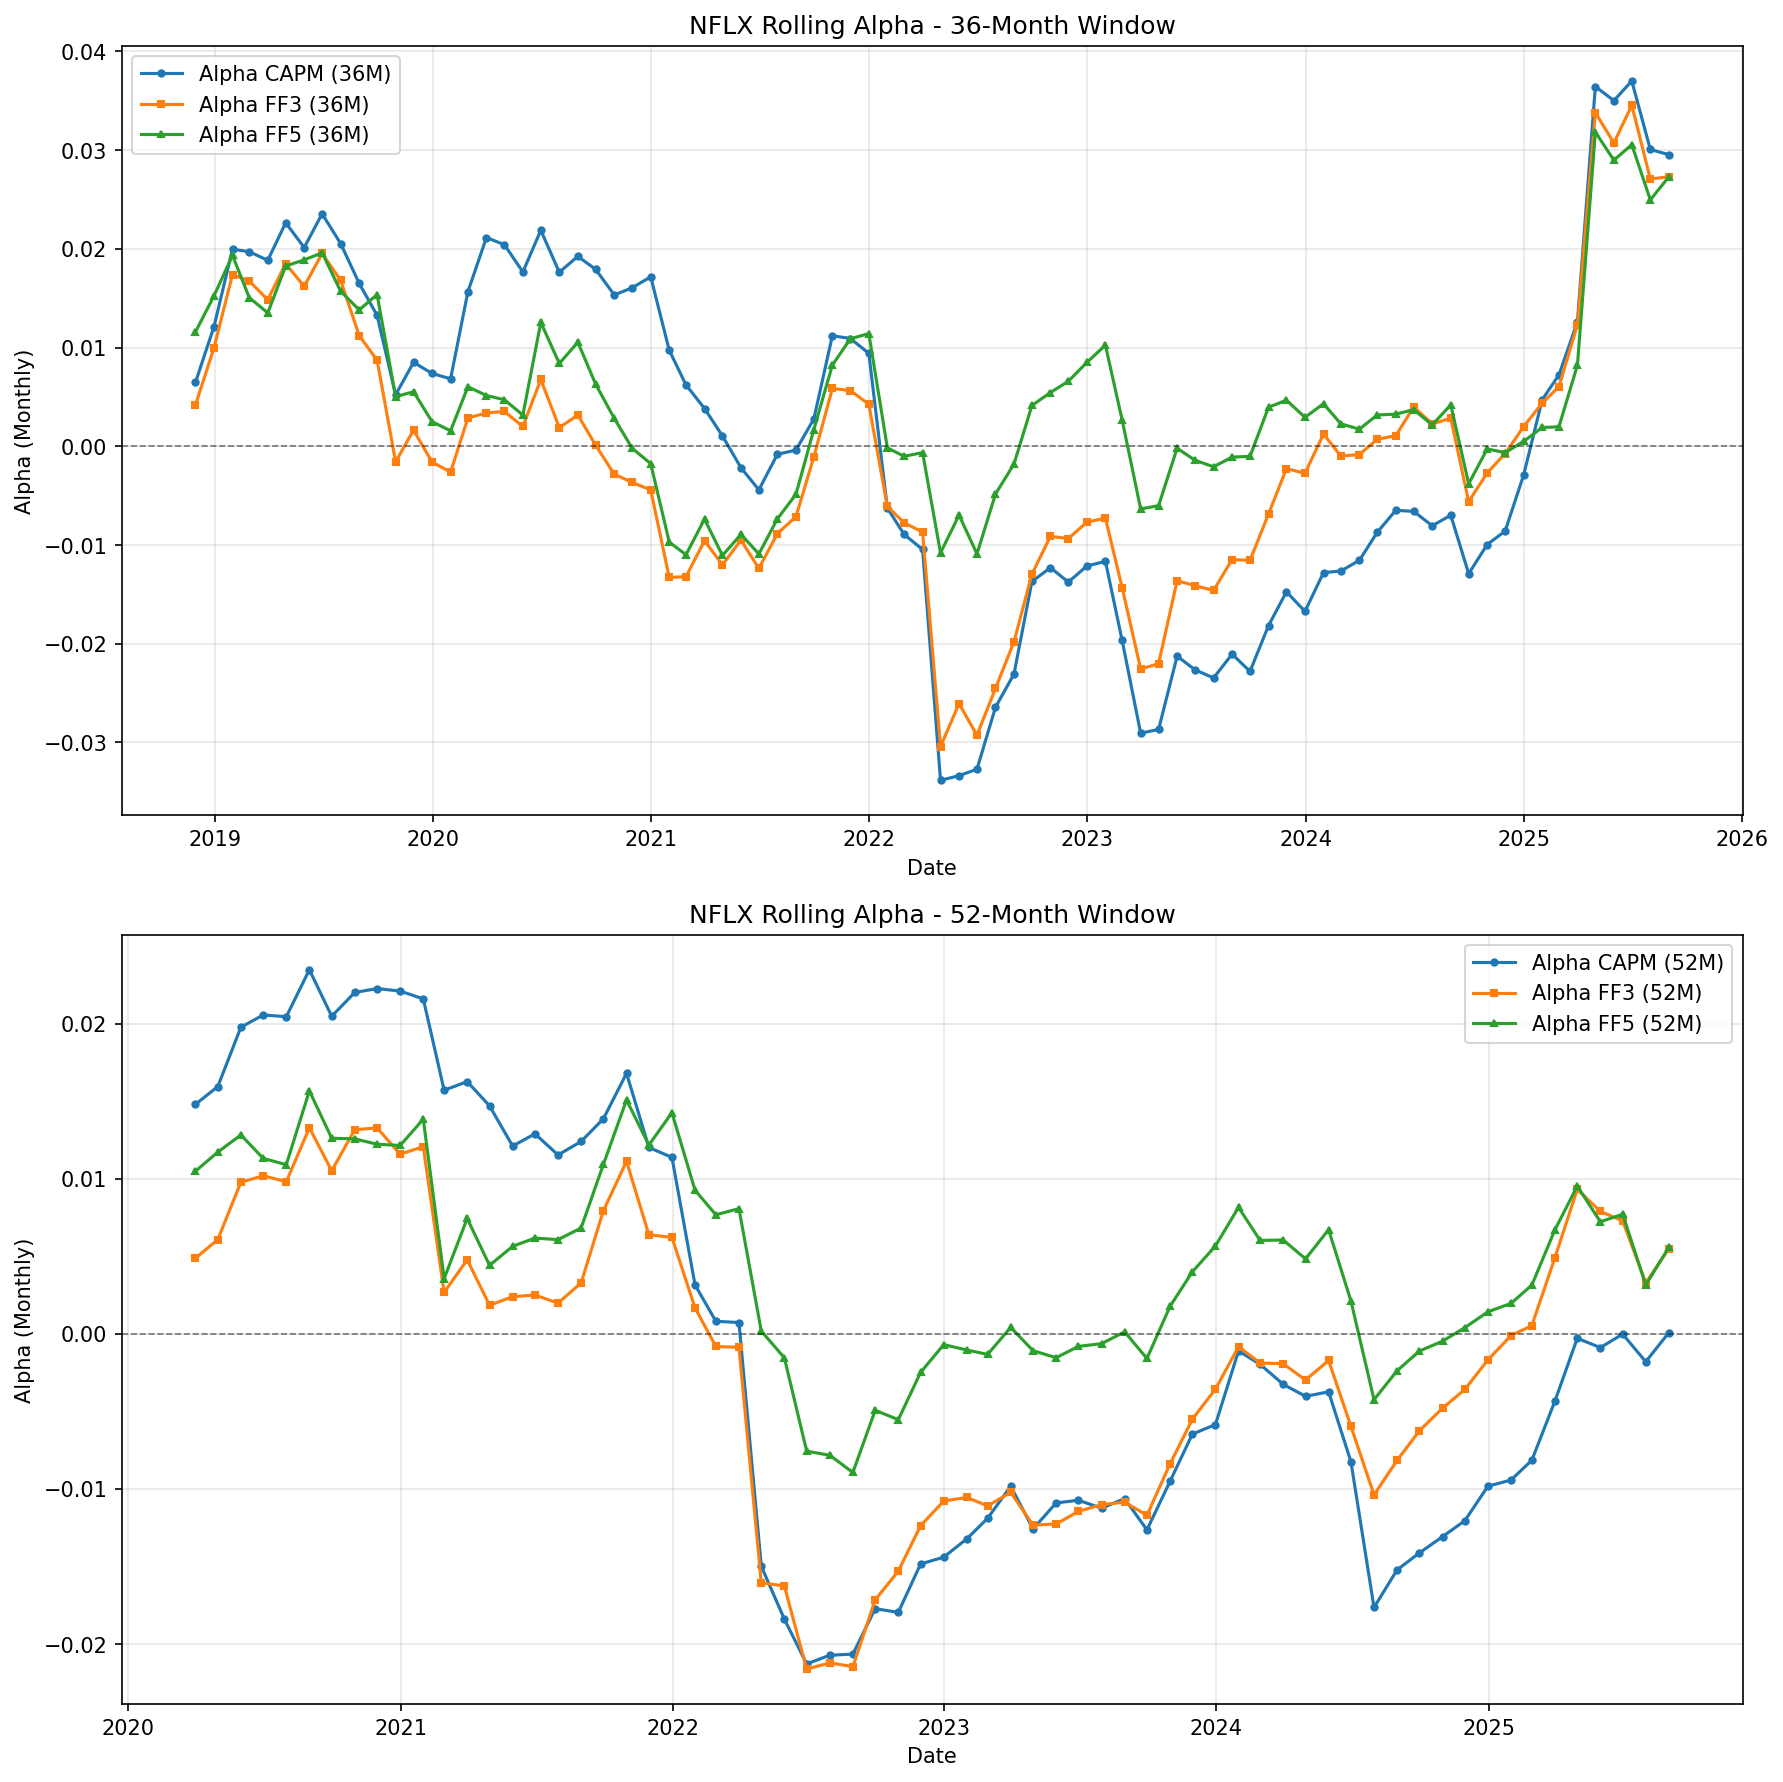 NFLX Rolling Alpha - 36-Month Window
Alpha CAPM (36M)
Alpha FF3 (36M)
Alpha FF5 (36M)
Alpha (Monthly)
0.04
0.03
0.02
0.01
0.00
−0.01
−0.02
−0.03
2019 2020 2021 2022 2023 2024 2025 2026
Date
NFLX Rolling Alpha - 52-Month Window
Alpha CAPM (52M)
Alpha FF3 (52M)
Alpha FF5 (52M)
Alpha (Monthly)
0.02
0.01
0.00
−0.01
−0.02
2020 2021 2022 2023 2024 2025
Date